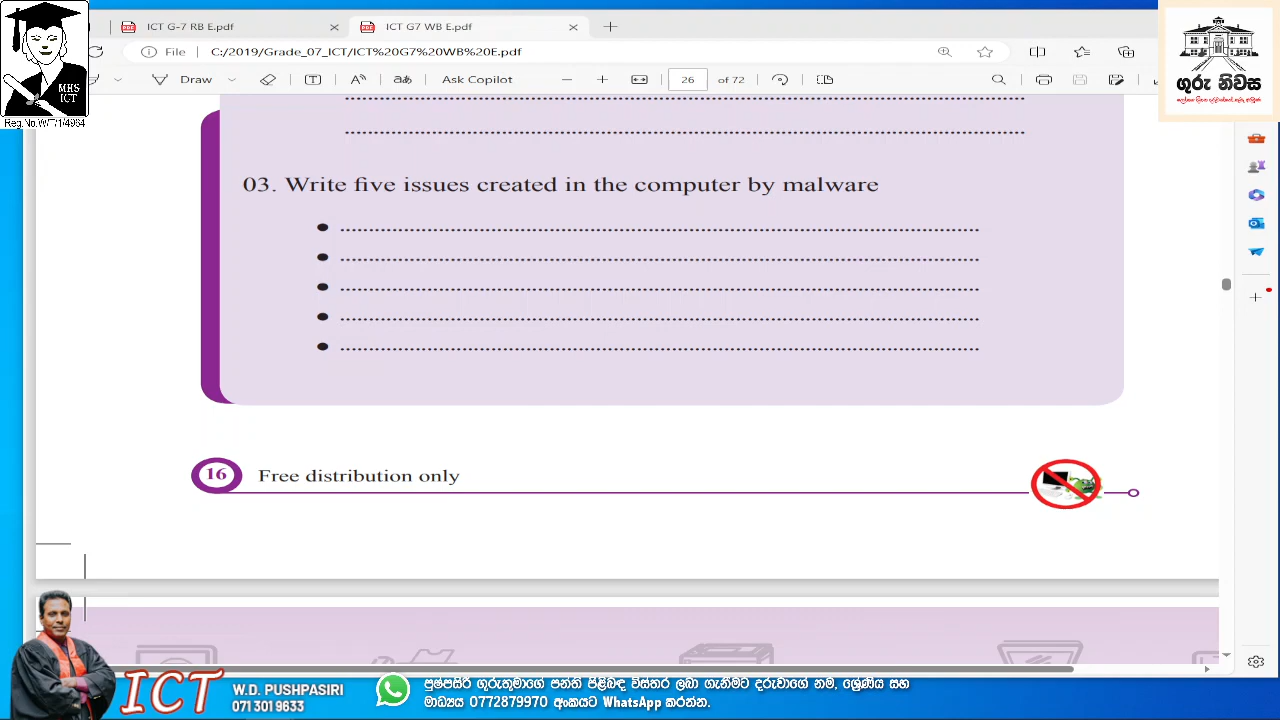 ICT G-7 RB E.pdf
ICT G7 WB E.pdf
File C:/2019/Grade_07_ICT/ICT%20G7%20WB%20E.pdf
Draw
Ask Copilot
26 of 72
MHS
ICT
ගුරු නිවස
03. Write five issues created in the computer by malware
16
Free distribution only
ICT
W.D. PUSHPASIRI
071 301 9633
පුෂ්පසිරි ගුරුතුමාගේ පන්ති පිළිබඳ විස්තර ලබා ගැනීමට දරුවාගේ නම, ශ්‍රේණිය සහ
මාධ්‍යය 0772879970 අංකයට WhatsApp කරන්න.